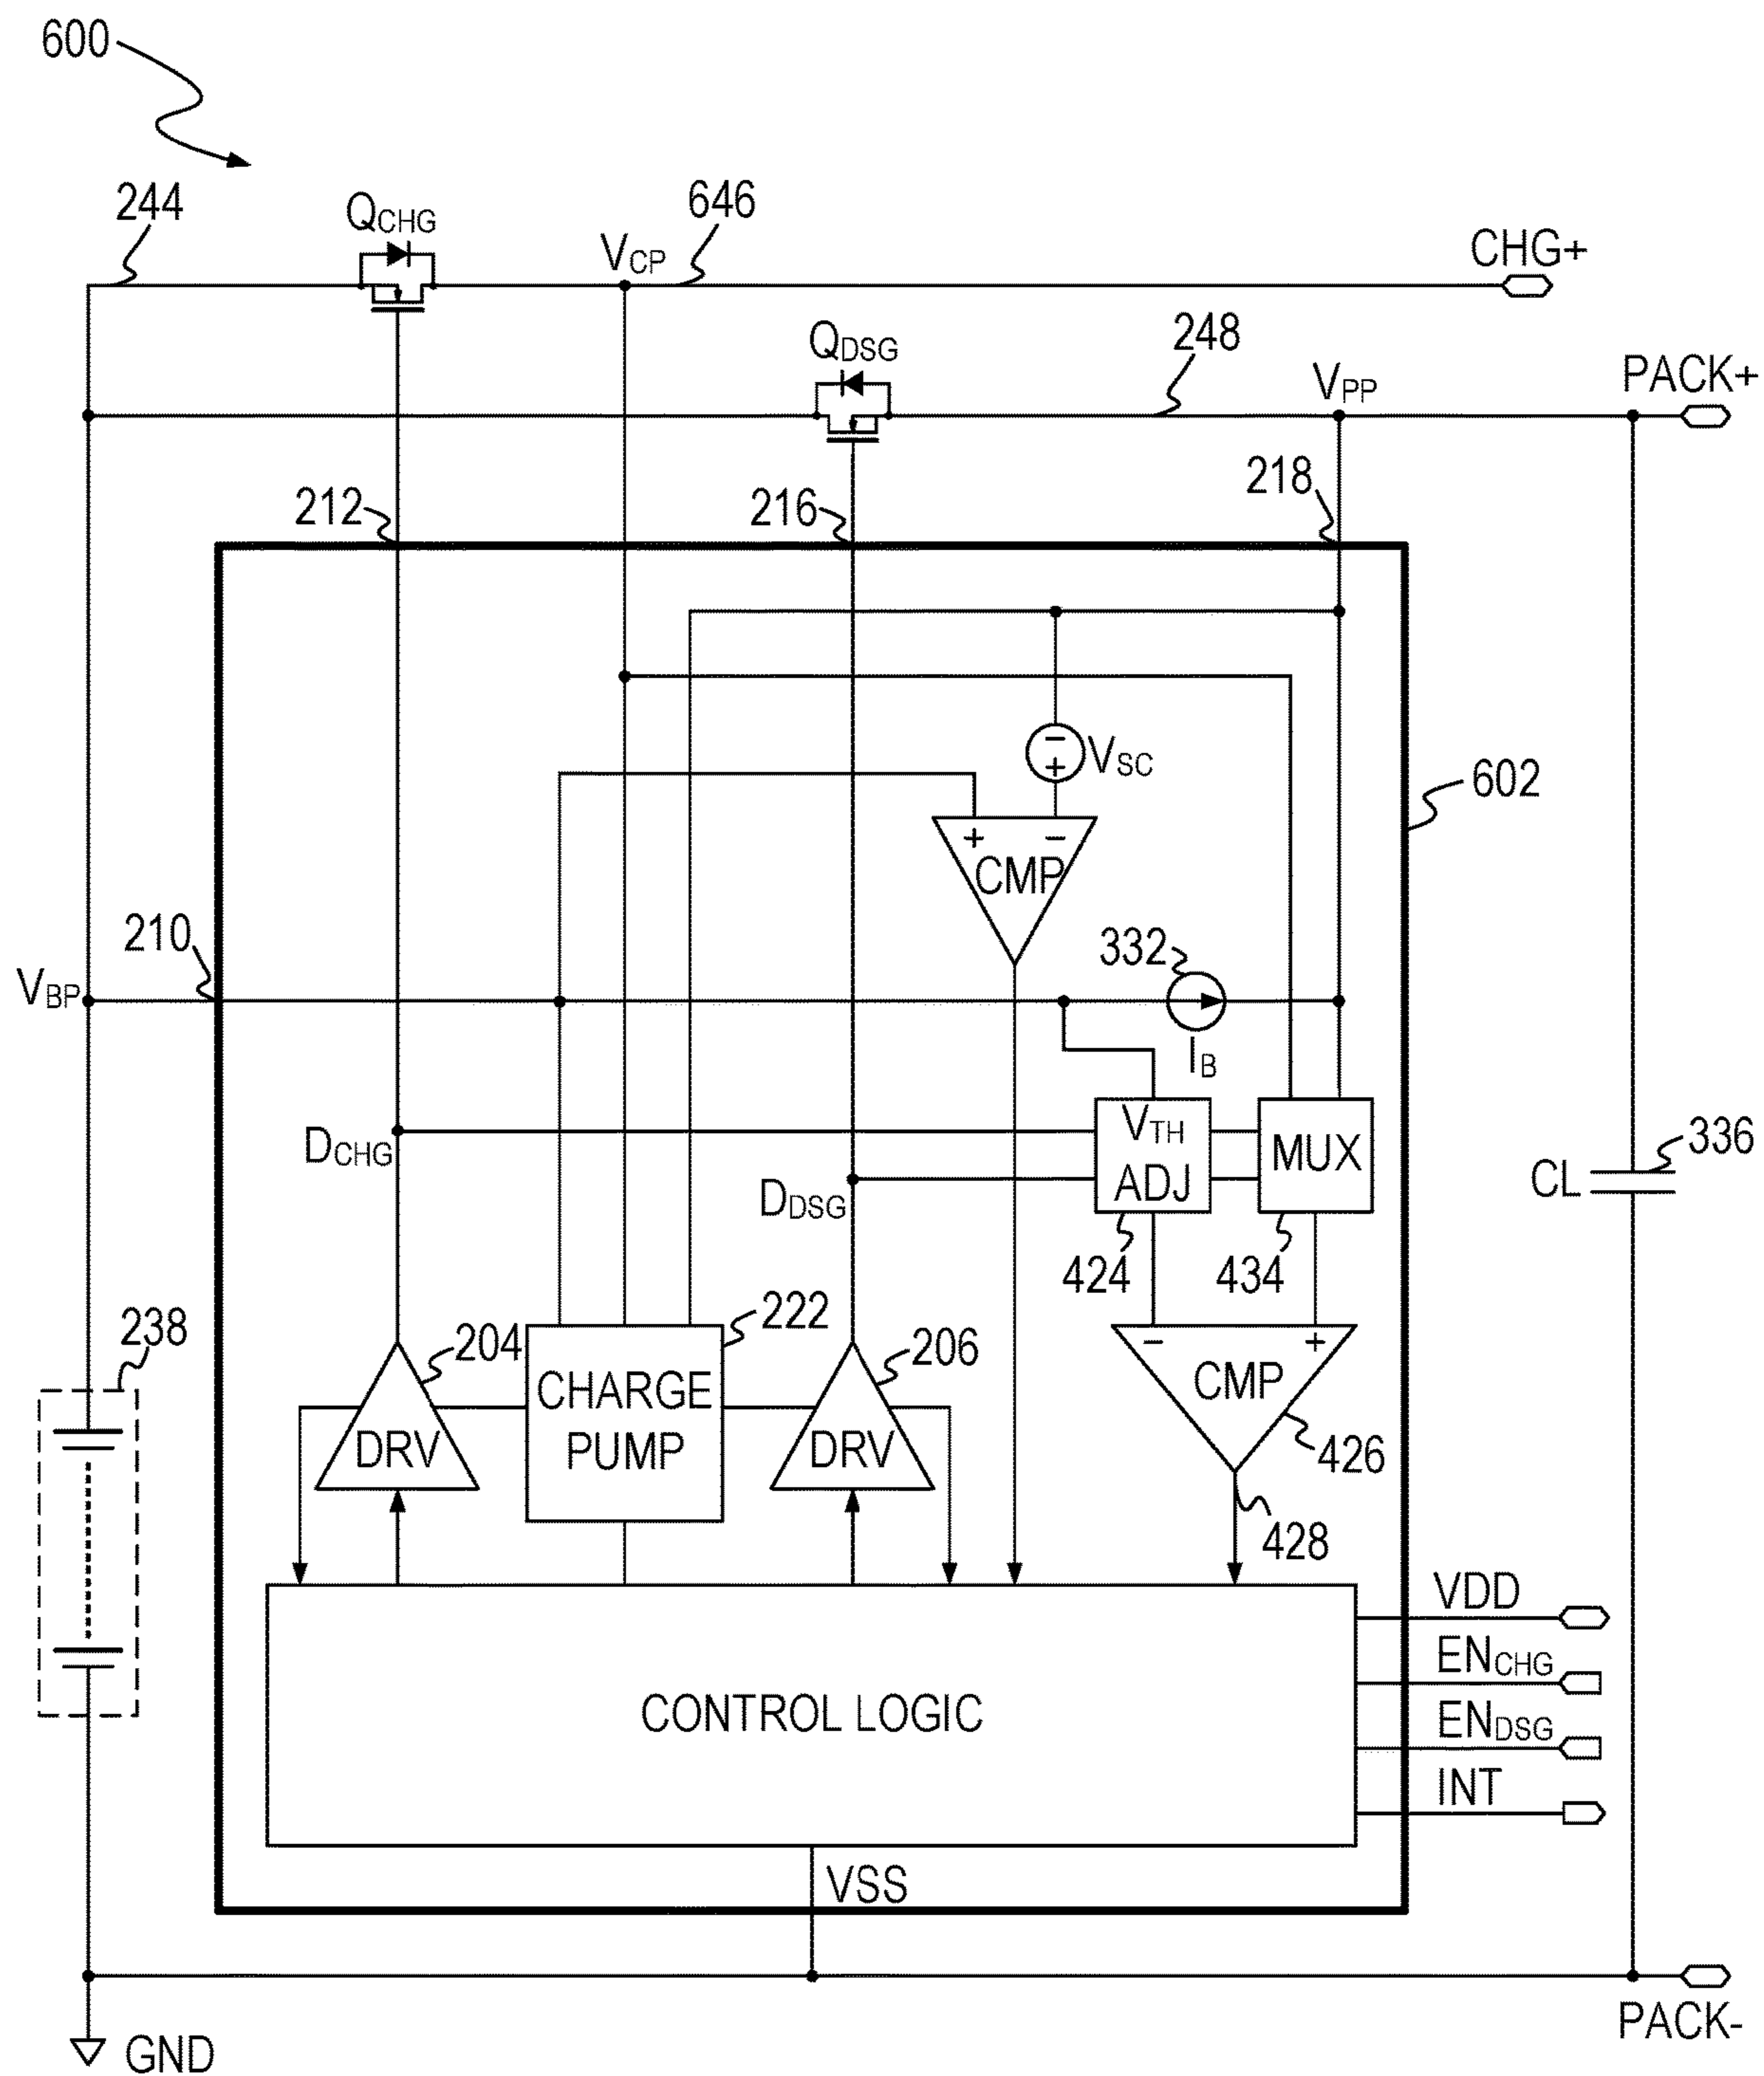 600
244
QCHG
VCP
646
CHG+
QDSG
248
VPP
PACK+
212
216
218
− + VSC
602
+ −
CMP
210
VBP
332
IB
DCHG
VTH
ADJ
MUX
336
CL
DDSG
424
434
238
204
222
206
− +
CMP
CHARGE
PUMP
DRV
DRV
426
428
VDD
ENCHG
CONTROL LOGIC
ENDSG
INT
VSS
PACK-
GND